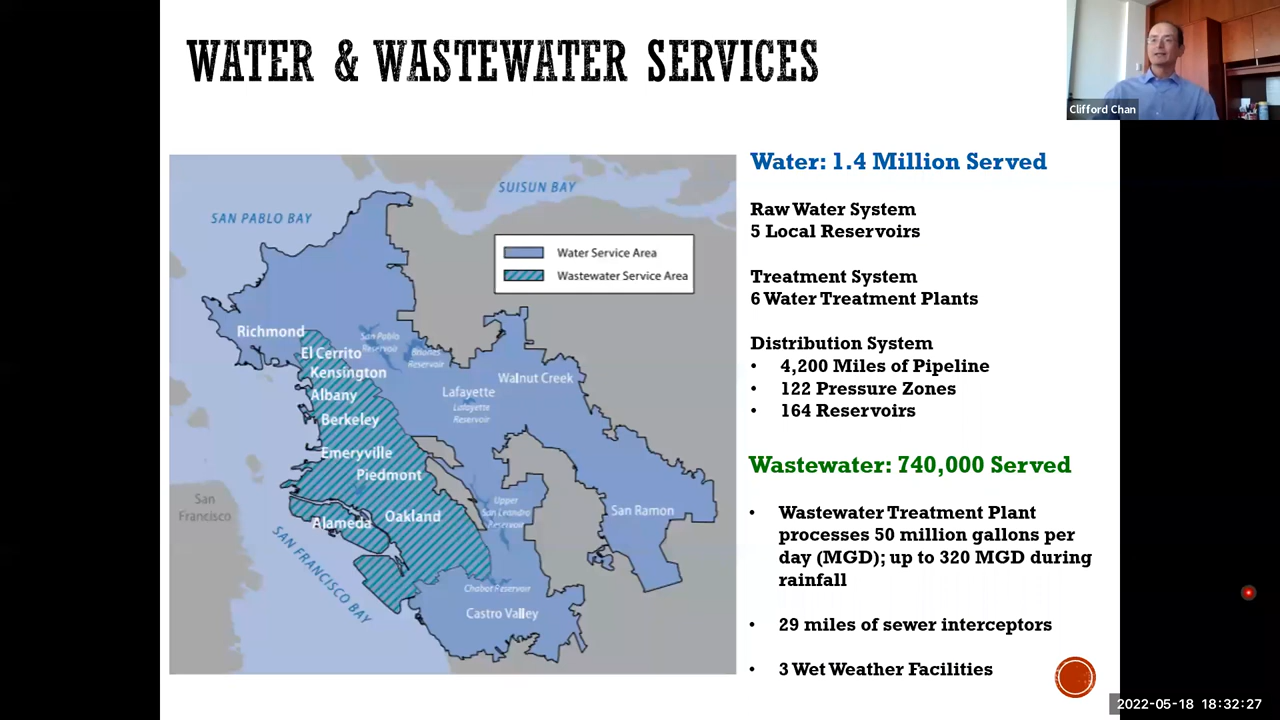 WATER & WASTEWATER SERVICES
Clifford Chan
SUISUN BAY
SAN PABLO BAY
Water Service Area
Wastewater Service Area
Richmond
El Cerrito
San Pablo
Reservoir
Briones
Reservoir
Kensington
Walnut Creek
Albany
Lafayette
Lafayette
Reservoir
Berkeley
Emeryville
Piedmont
San
Francisco
Upper
San Leandro
Reservoir
San Ramon
Alameda
Oakland
SAN FRANCISCO BAY
Chabot Reservoir
Castro Valley
Water: 1.4 Million Served
Raw Water System
5 Local Reservoirs
Treatment System
6 Water Treatment Plants
Distribution System
• 4,200 Miles of Pipeline
• 122 Pressure Zones
• 164 Reservoirs
Wastewater: 740,000 Served
• Wastewater Treatment Plant
processes 50 million gallons per
day (MGD); up to 320 MGD during
rainfall
• 29 miles of sewer interceptors
• 3 Wet Weather Facilities
2022-05-18 18:32:27